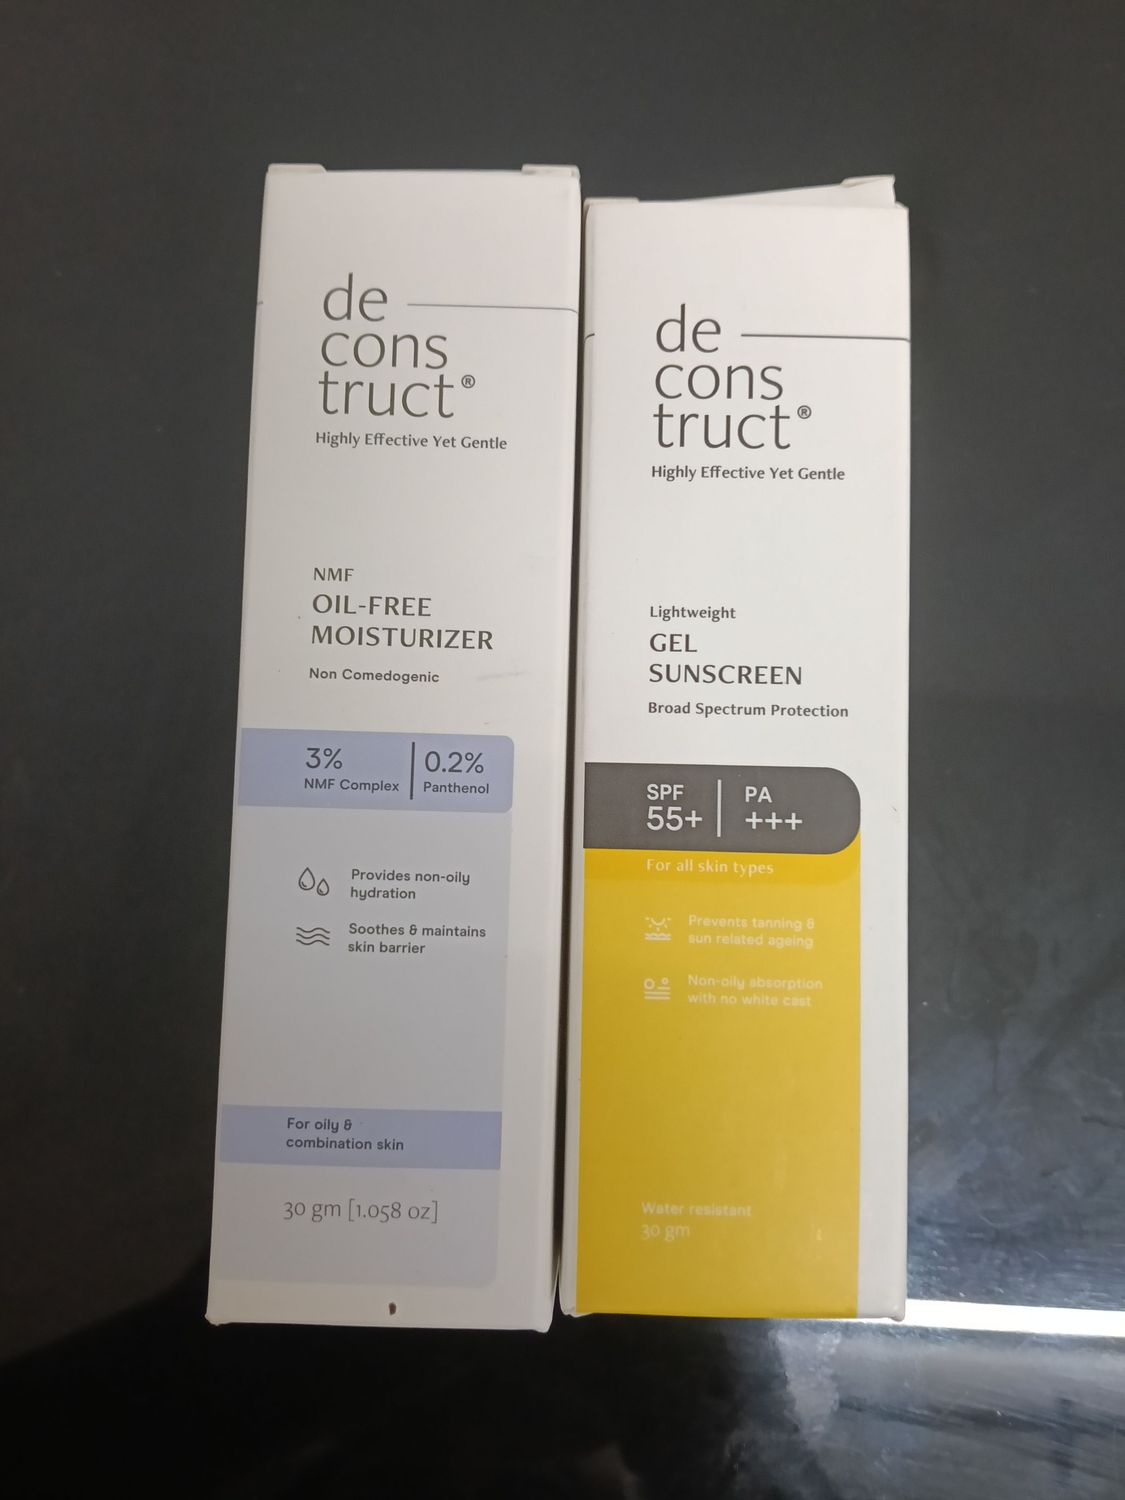 de
cons
truct®
Highly Effective Yet Gentle
NMF
OIL-FREE
MOISTURIZER
Non Comedogenic
3%
NMF Complex
0.2%
Panthenol
Provides non-oily
hydration
Soothes & maintains
skin barrier
For oily &
combination skin
30 gm [1.058 oz]
de
cons
truct®
Highly Effective Yet Gentle
Lightweight
GEL
SUNSCREEN
Broad Spectrum Protection
SPF
55+
PA
+++
For all skin types
Prevents tanning &
sun related ageing
Non-oily absorption
with no white cast
Water resistant
30 gm